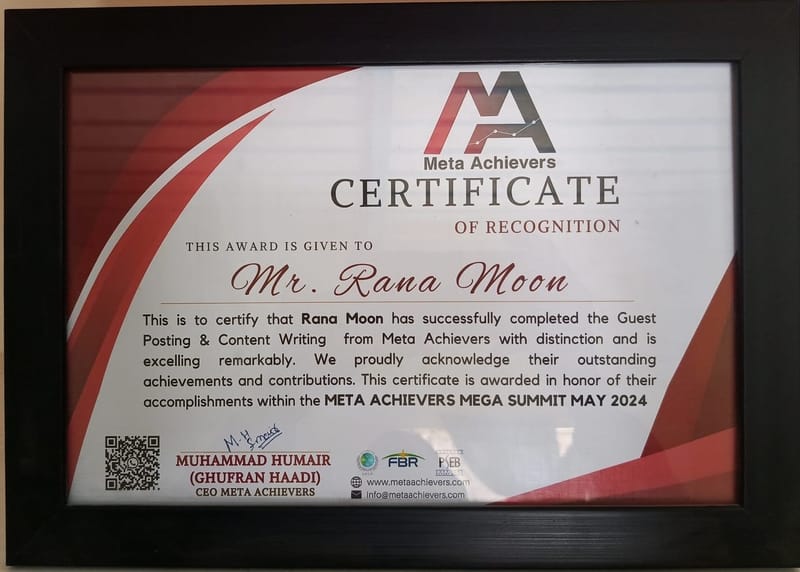 MA
Meta Achievers
CERTIFICATE
OF RECOGNITION
THIS AWARD IS GIVEN TO
Mr. Rana Moon
This is to certify that Rana Moon has successfully completed the Guest
Posting & Content Writing from Meta Achievers with distinction and is
excelling remarkably. We proudly acknowledge their outstanding
achievements and contributions. This certificate is awarded in honor of their
accomplishments within the META ACHIEVERS MEGA SUMMIT MAY 2024
MUHAMMAD HUMAIR
(GHUFRAN HAADI)
CEO META ACHIEVERS
FBR
PSEB
www.metaachievers.com
Info@metaachievers.com